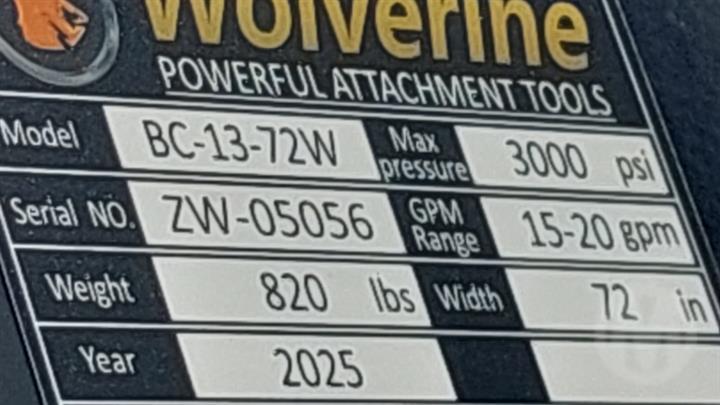 Wolverine
POWERFUL ATTACHMENT TOOLS
Model BC-13-72W Max pressure 3000 psi
Serial NO. ZW-05056 GPM Range 15-20 gpm
Weight 820 lbs Width 72 in
Year 2025